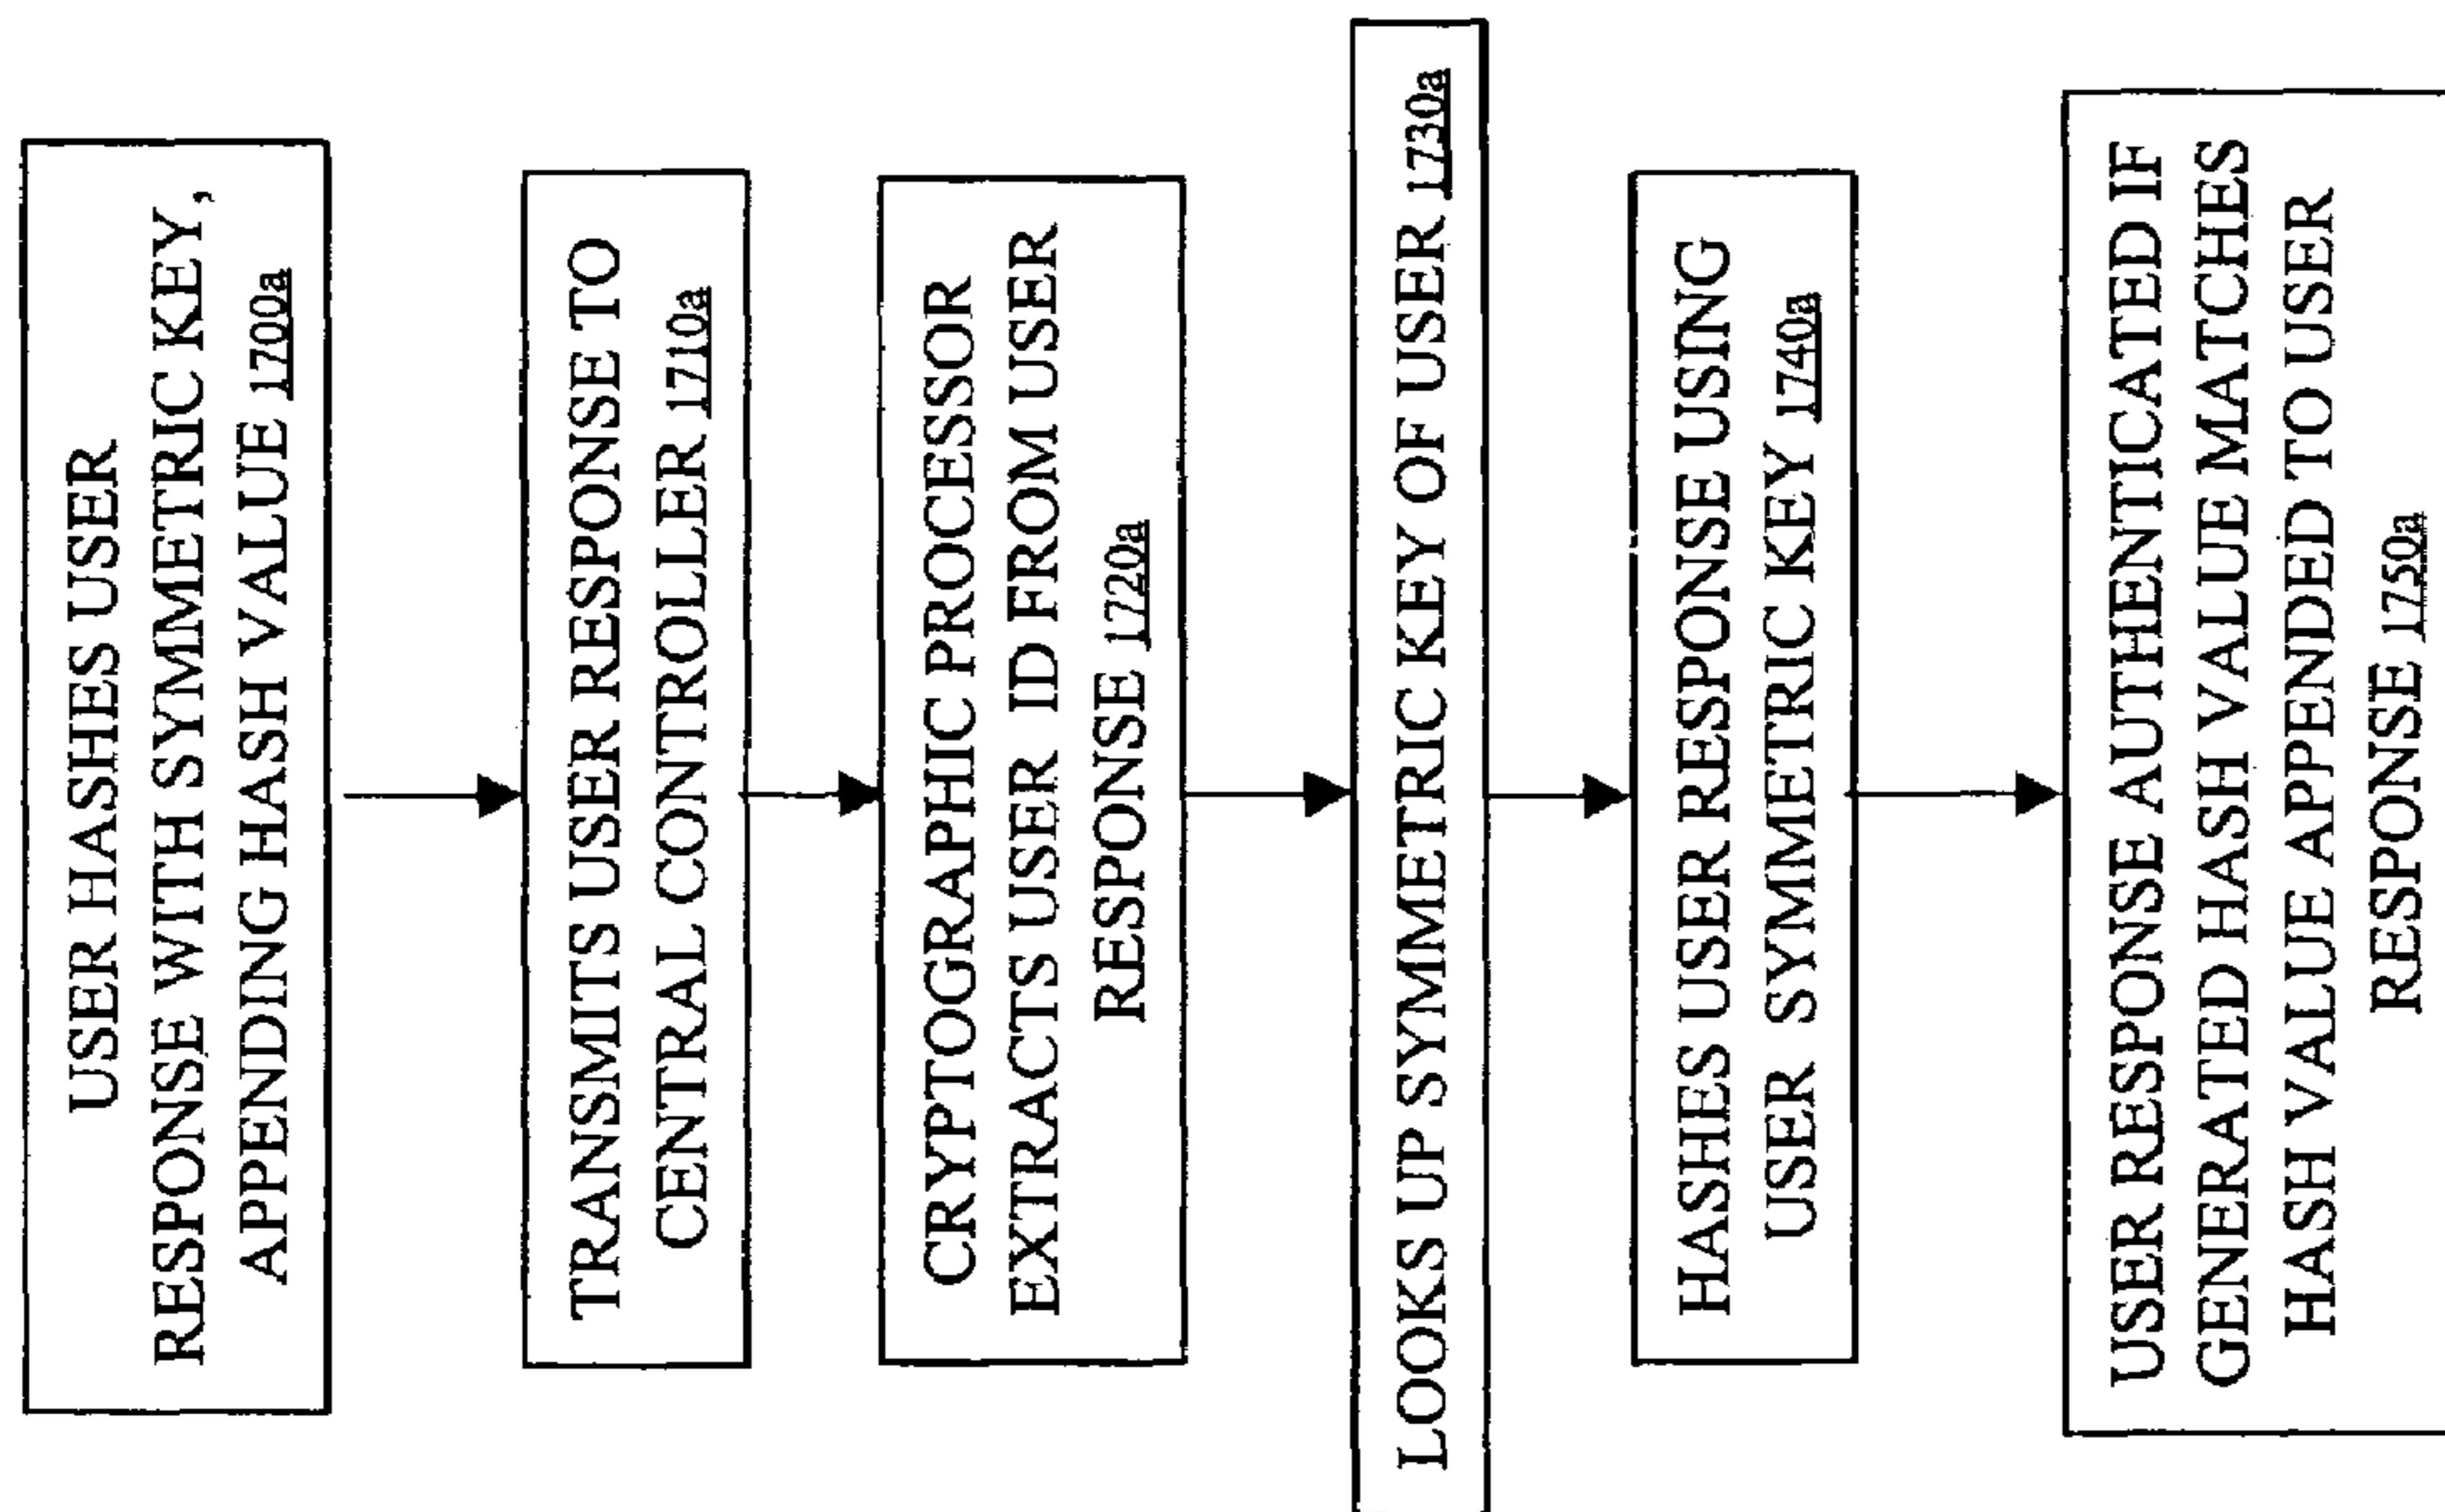 USER HASHES USER
RESPONSE WITH SYMMETRIC KEY,
APPENDING HASH VALUE 1700a
TRANSMITS USER RESPONSE TO
CENTRAL CONTROLLER 1710a
CRYPTOGRAPHIC PROCESSOR
EXTRACTS USER ID FROM USER
RESPONSE 1720a
LOOKS UP SYMMETRIC KEY OF USER 1730a
HASHES USER RESPONSE USING
USER SYMMETRIC KEY 1740a
USER RESPONSE AUTHENTICATED IF
GENERATED HASH VALUE MATCHES
HASH VALUE APPENDED TO USER
RESPONSE 1750a